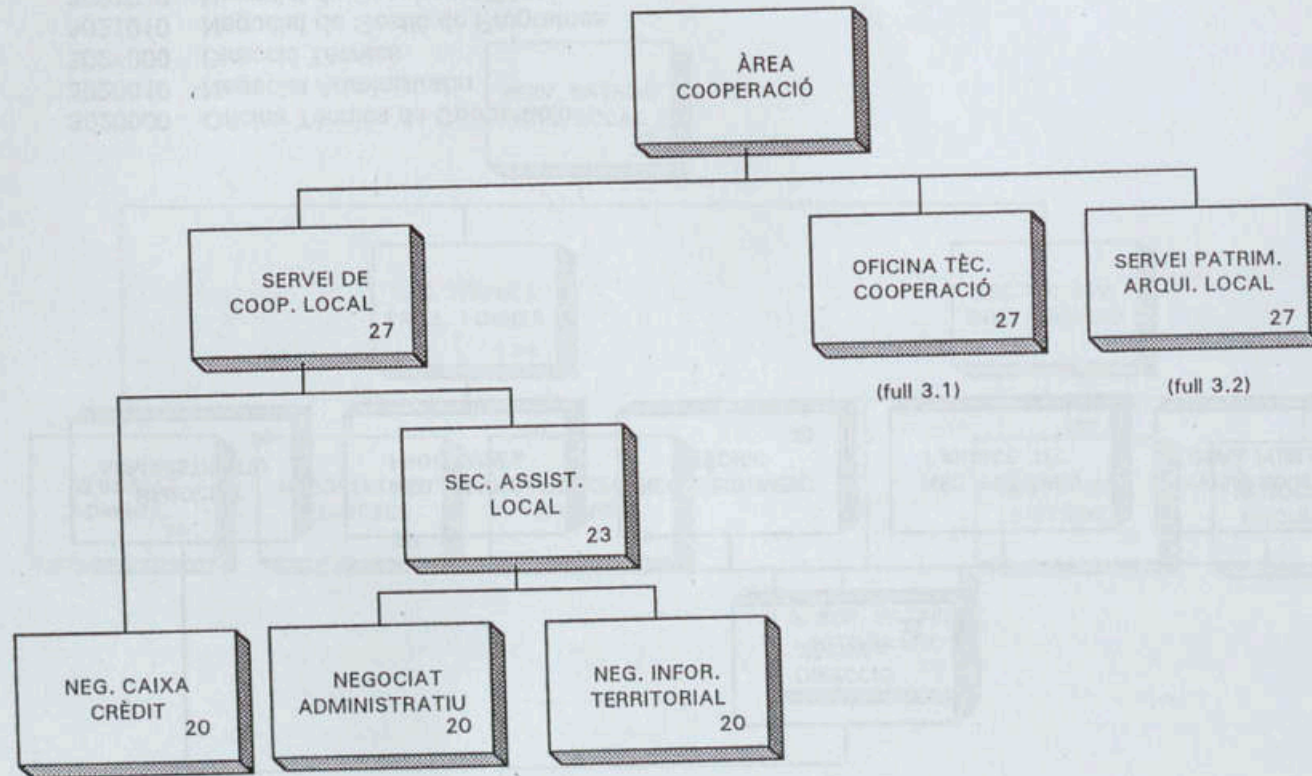 ÀREA
COOPERACIÓ
SERVEI DE
COOP. LOCAL
27
OFICINA TÈC.
COOPERACIÓ
27
(full 3.1)
SERVEI PATRIM.
ARQUI. LOCAL
27
(full 3.2)
SEC. ASSIST.
LOCAL
23
NEG. CAIXA
CRÈDIT
20
NEGOCIAT
ADMINISTRATIU
20
NEG. INFOR.
TERRITORIAL
20